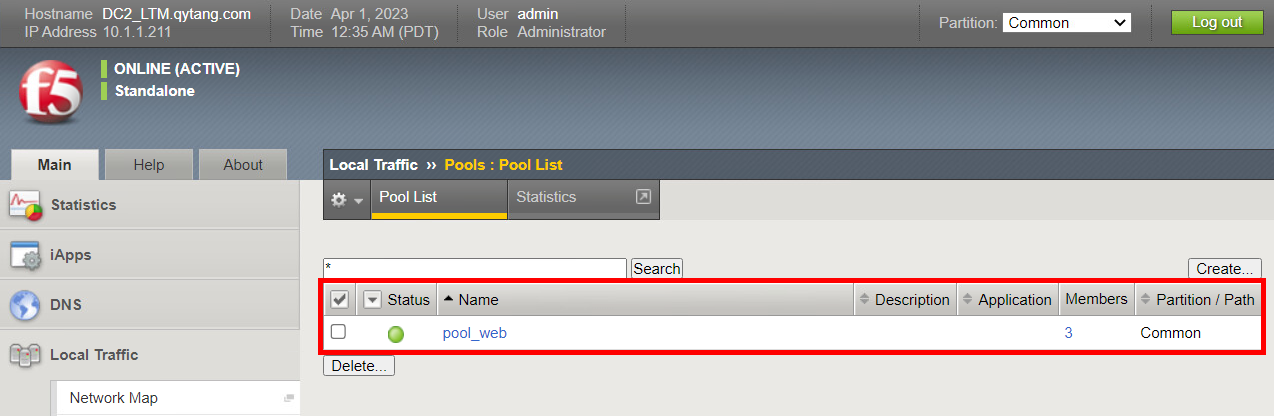 Hostname DC2_LTM.qytang.com Date Apr 1, 2023 User admin Partition: Common Log out
IP Address 10.1.1.211 Time 12:35 AM (PDT) Role Administrator
f5
ONLINE (ACTIVE)
Standalone
Main Help About
Local Traffic ›› Pools : Pool List
Pool List Statistics
Statistics
iApps
DNS
Local Traffic
Network Map
* Search Create...
Status Name Description Application Members Partition / Path
pool_web 3 Common
Delete...